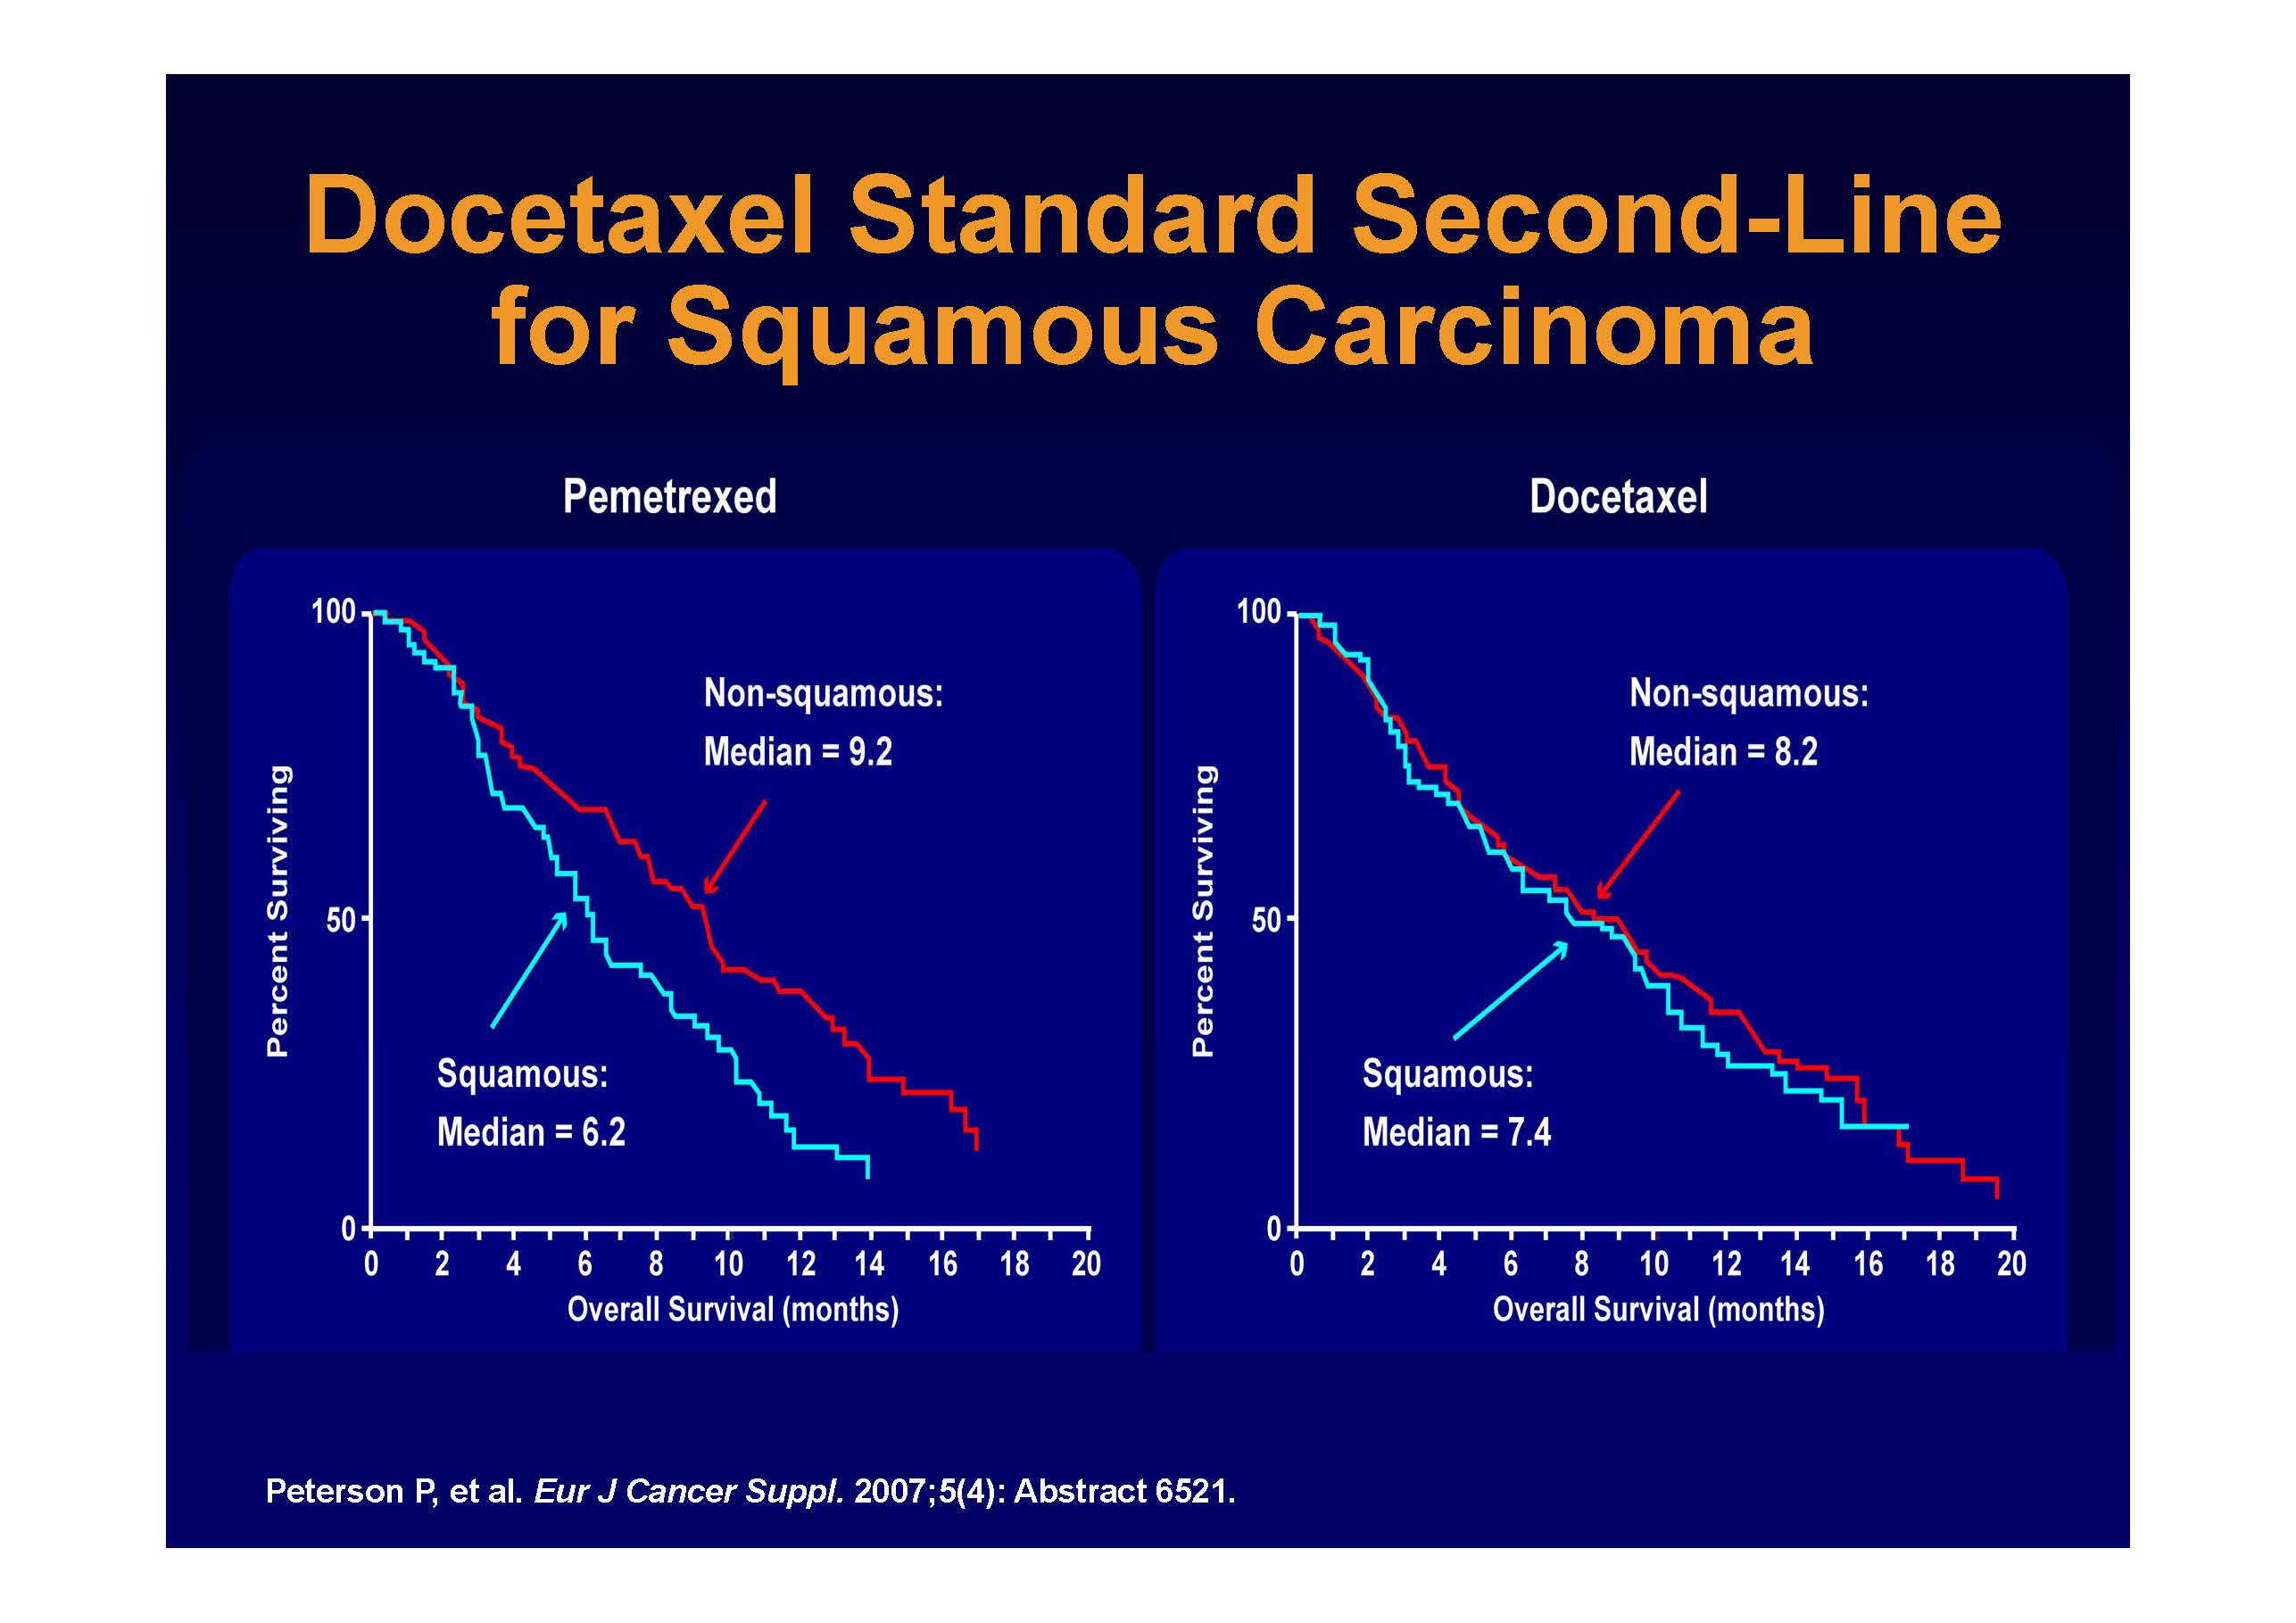 Docetaxel Standard Second-Line
for Squamous Carcinoma
Pemetrexed
100
50
0
Percent Surviving
Non-squamous:
Median = 9.2
Squamous:
Median = 6.2
0 2 4 6 8 10 12 14 16 18 20
Overall Survival (months)
Docetaxel
100
50
0
Percent Surviving
Non-squamous:
Median = 8.2
Squamous:
Median = 7.4
0 2 4 6 8 10 12 14 16 18 20
Overall Survival (months)
Peterson P, et al. Eur J Cancer Suppl. 2007;5(4): Abstract 6521.